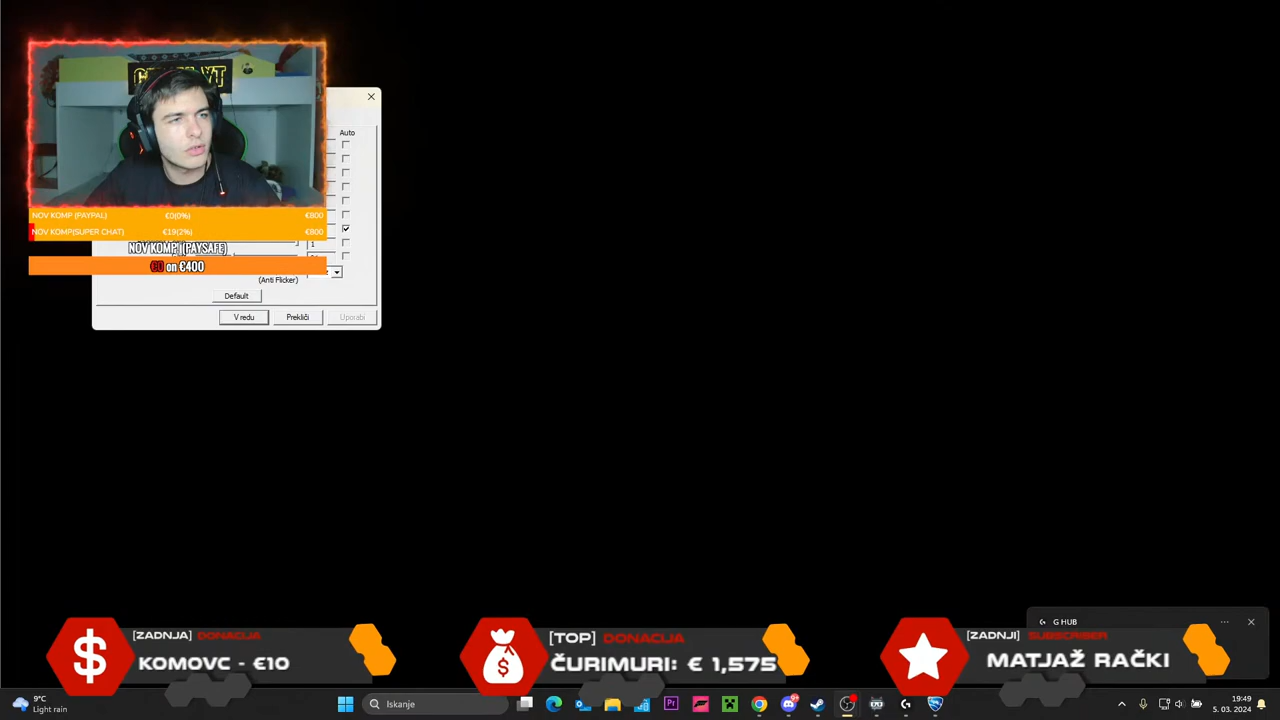 Auto
NOV KOMP (PAYPAL) €0(0%) €800
NOV KOMP(SUPER CHAT) €19(2%) €800
NOV KOMP (PAYSAFE)
€0 on €400
1
(Anti Flicker)
Default
V redu Prekliči Uporabi
G HUB
[ZADNJA] DONACIJA
KOMOVC - €10
[TOP] DONACIJA
ČURIMURI: € 1,575
[ZADNJI] SUBSCRIBER
MATJAŽ RAČKI
9°C
Light rain
Iskanje
19:49
5. 03. 2024